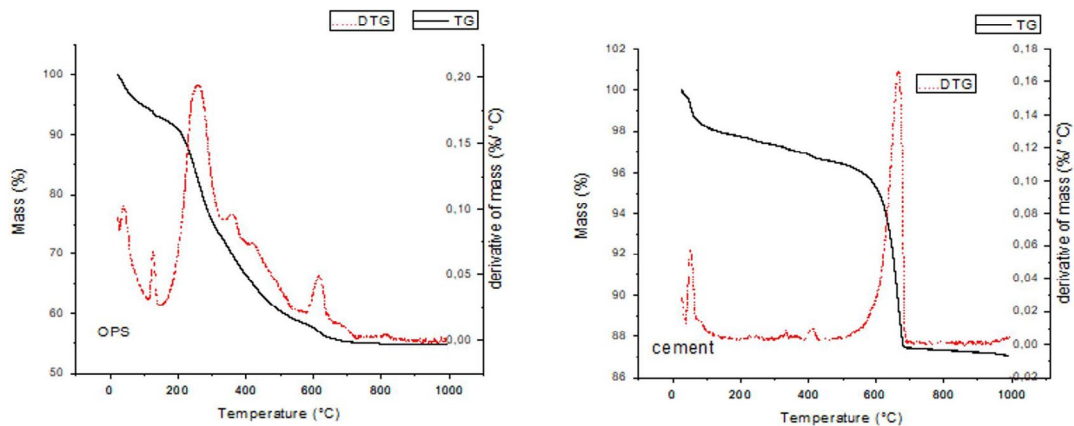 DTG TG
Mass (%)
100
90
80
70
60
50
0,20
0,15
0,10
0,05
0,00
derivative of mass (%/ °C)
OPS
0 200 400 600 800 1000
Temperature (°C)
TG
DTG
Mass (%)
102
100
98
96
94
92
90
88
86
0,18
0,16
0,14
0,12
0,10
0,08
0,06
0,04
0,02
0,00
-0,02
derivative of mass (%/ °C)
cement
0 200 400 600 800 1000
Temperature (°C)